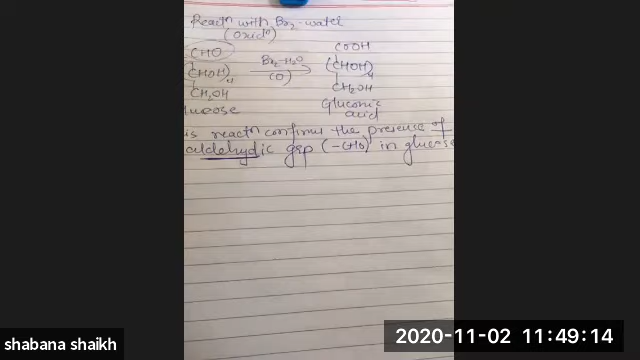 Reactn with Br2-water
(oxidn)
CHO
(CHOH)4
CH2OH
Br2-H2O
(O)
COOH
(CHOH)4
CH2OH
lucose
Gluconic
acid
is reactn confirms the presence of
aldehydic grp (-CHO) in glucose
shabana shaikh
2020-11-02 11:49:14